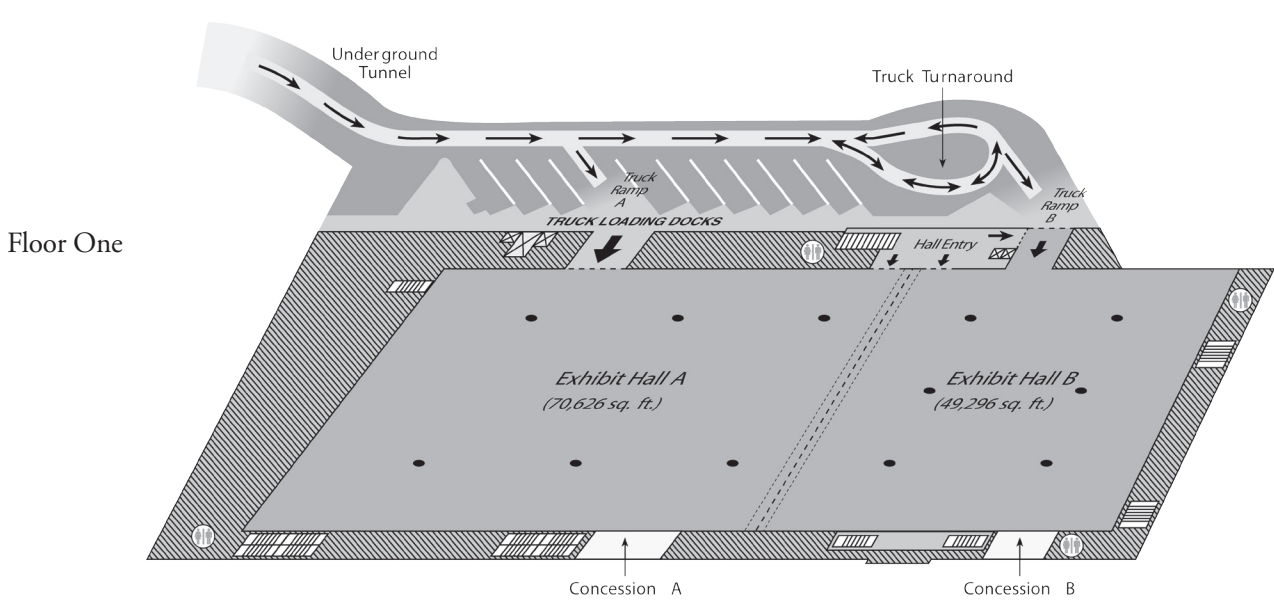 Underground
Tunnel
Truck Turnaround
Truck
Ramp
A
Truck
Ramp
B
TRUCK LOADING DOCKS
Floor One
Hall Entry
Exhibit Hall A
(70,626 sq. ft.)
Exhibit Hall B
(49,296 sq. ft.)
Concession A
Concession B